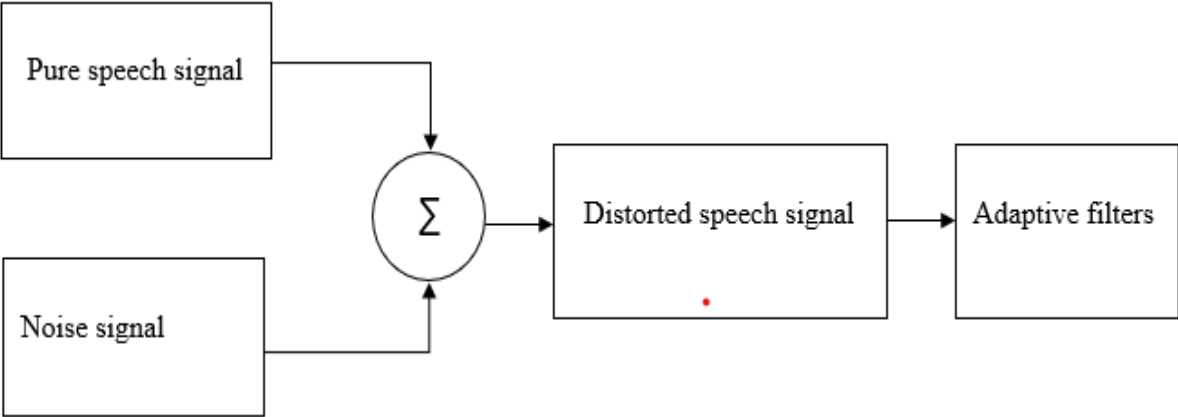 Pure speech signal
Noise signal
∑
Distorted speech signal
Adaptive filters